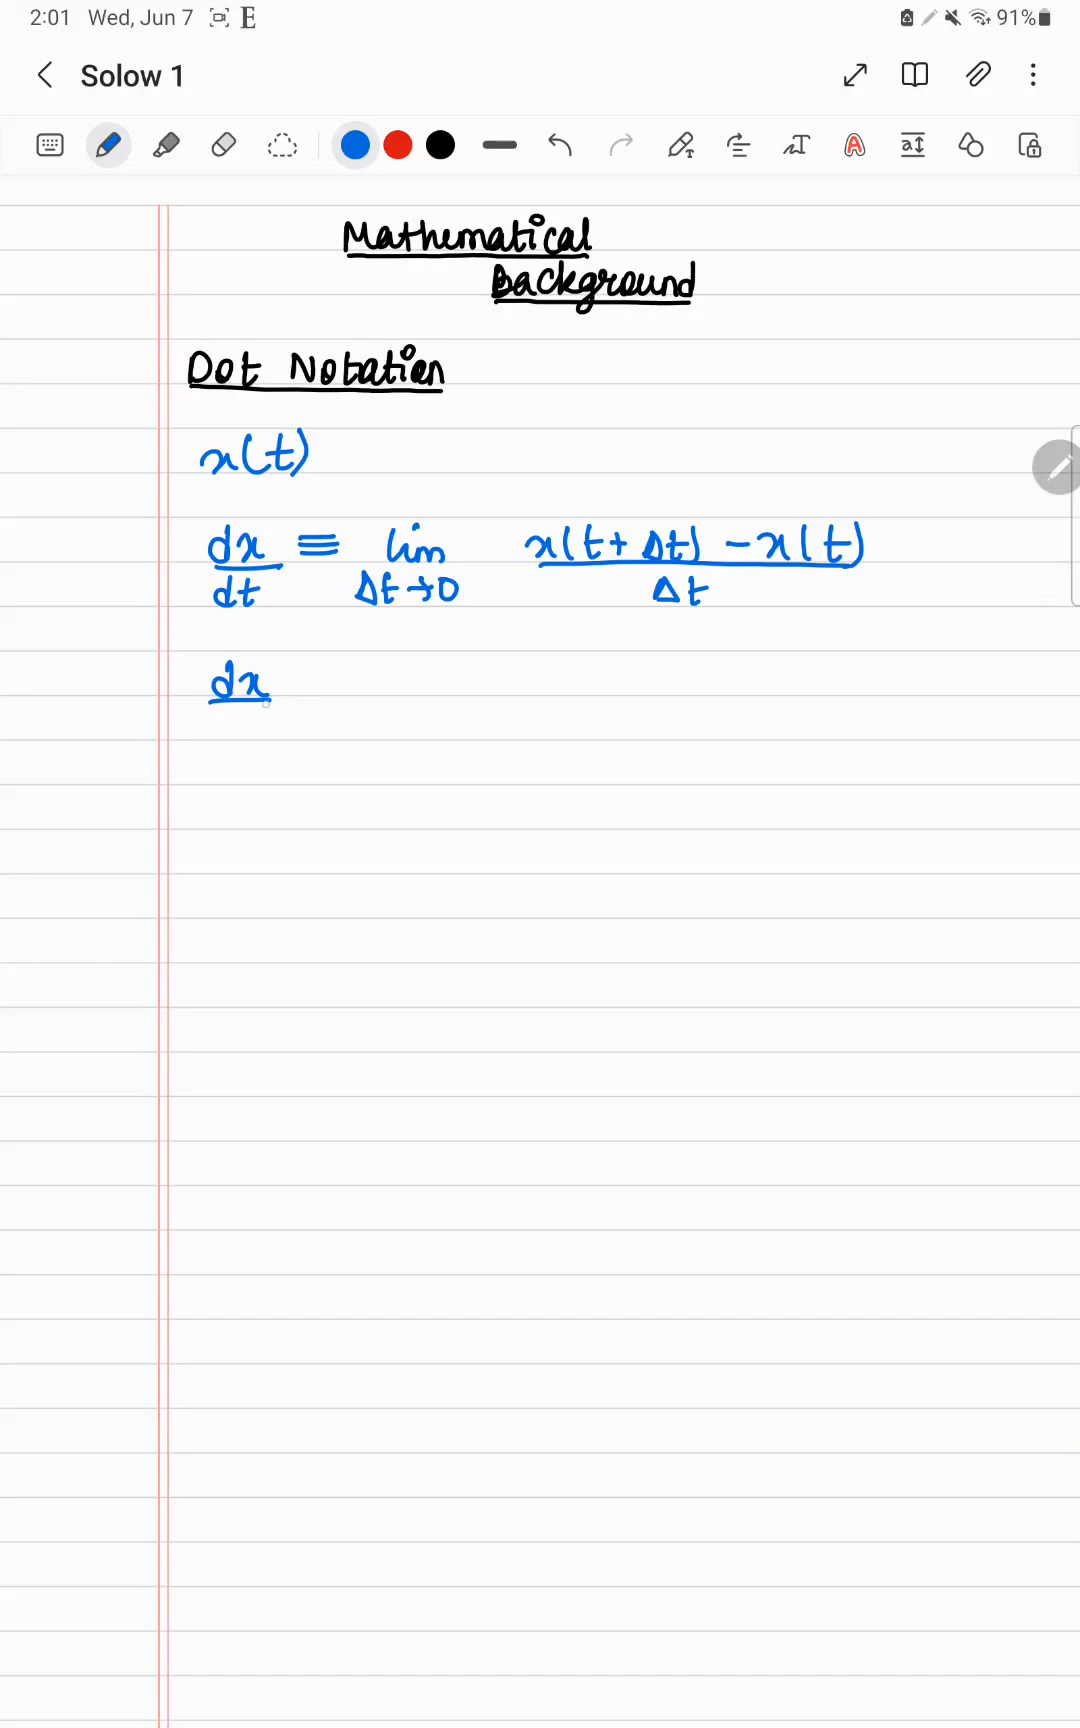 2:01 Wed, Jun 7 E 91%
Solow 1
Mathematical
Background
Dot Notation
x(t)
dx/dt ≡ lim Δt→0 x(t+Δt) - x(t) / Δt
dx